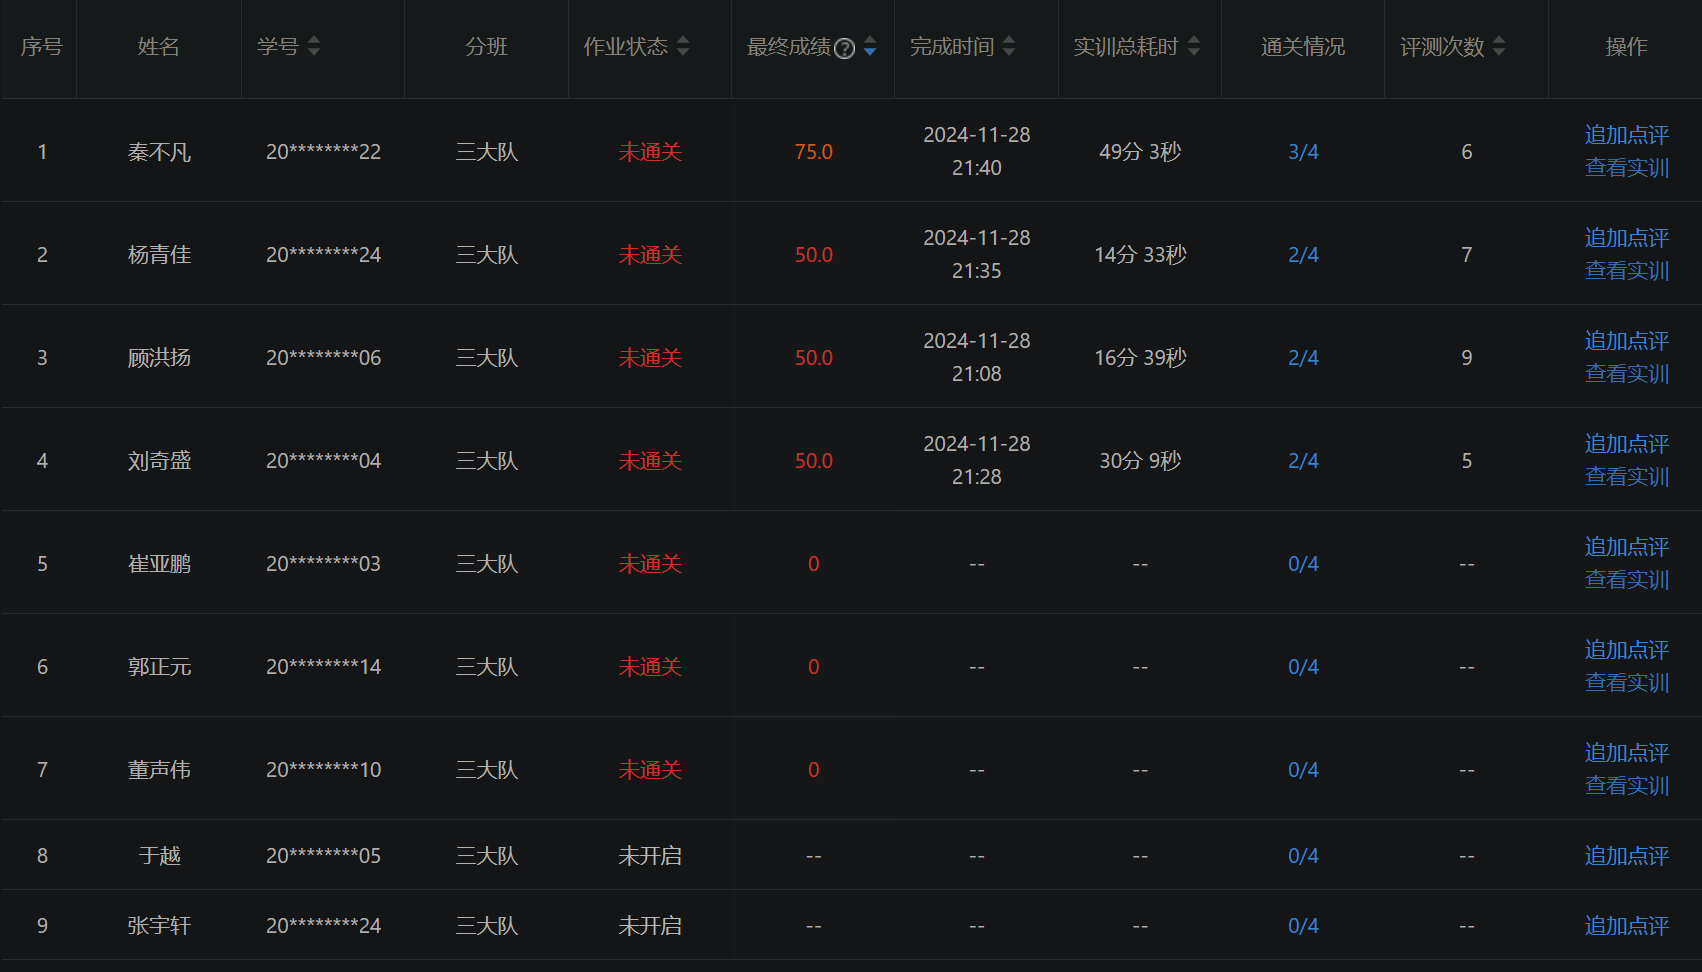 序号 姓名 学号 分班 作业状态 最终成绩? 完成时间 实训总耗时 通关情况 评测次数 操作
1 秦不凡 20********22 三大队 未通关 75.0 2024-11-28 21:40 49分 3秒 3/4 6 追加点评 查看实训
2 杨青佳 20********24 三大队 未通关 50.0 2024-11-28 21:35 14分 33秒 2/4 7 追加点评 查看实训
3 顾洪扬 20********06 三大队 未通关 50.0 2024-11-28 21:08 16分 39秒 2/4 9 追加点评 查看实训
4 刘奇盛 20********04 三大队 未通关 50.0 2024-11-28 21:28 30分 9秒 2/4 5 追加点评 查看实训
5 崔亚鹏 20********03 三大队 未通关 0 -- -- 0/4 -- 追加点评 查看实训
6 郭正元 20********14 三大队 未通关 0 -- -- 0/4 -- 追加点评 查看实训
7 董声伟 20********10 三大队 未通关 0 -- -- 0/4 -- 追加点评 查看实训
8 于越 20********05 三大队 未开启 -- -- -- 0/4 -- 追加点评
9 张宇轩 20********24 三大队 未开启 -- -- -- 0/4 -- 追加点评